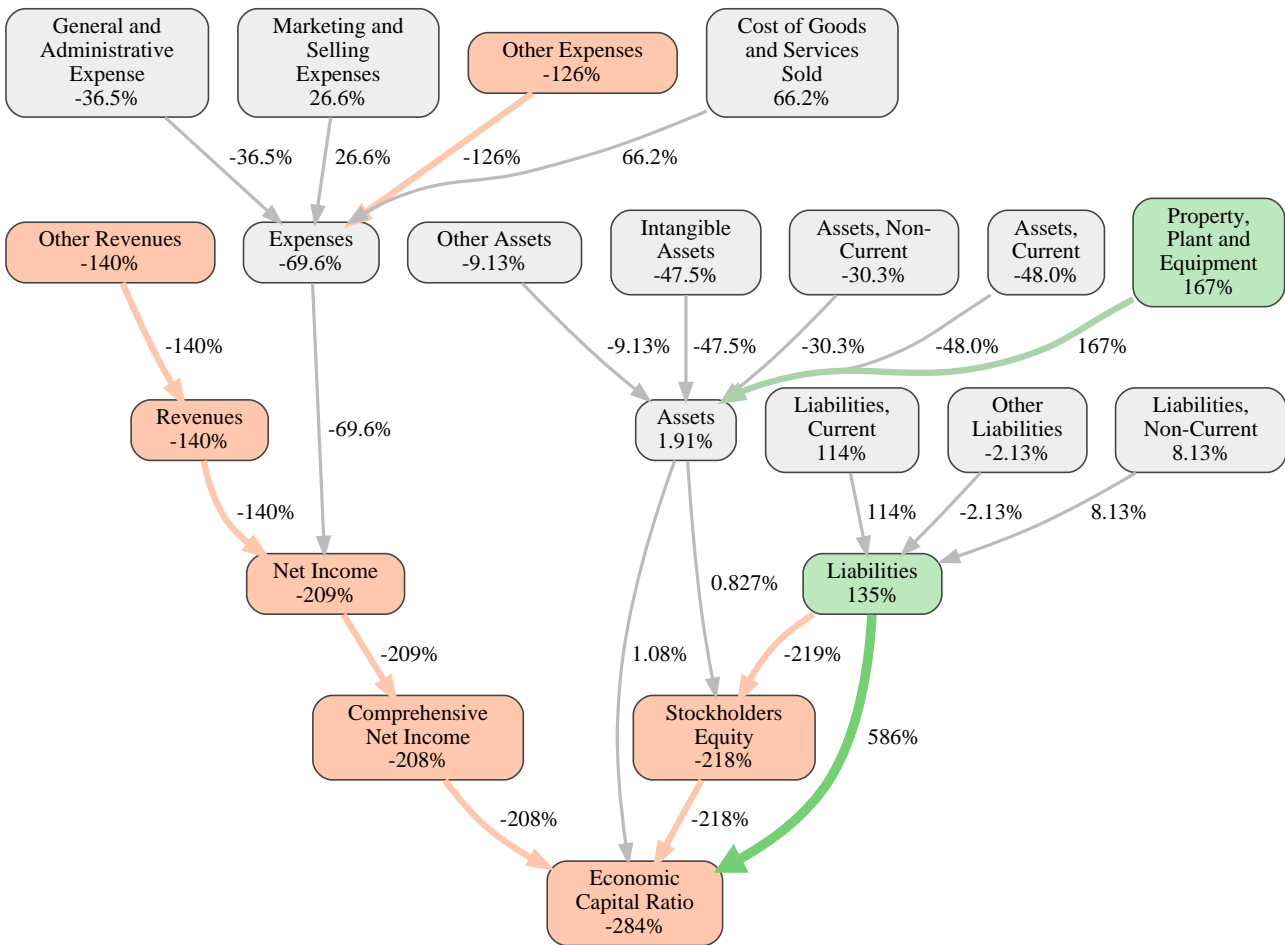 General and
Administrative
Expense
-36.5%
Marketing and
Selling
Expenses
26.6%
Other Expenses
-126%
Cost of Goods
and Services
Sold
66.2%
-36.5%
26.6%
-126%
66.2%
Other Revenues
-140%
Expenses
-69.6%
Other Assets
-9.13%
Intangible
Assets
-47.5%
Assets, Non-
Current
-30.3%
Assets,
Current
-48.0%
Property,
Plant and
Equipment
167%
-140%
-9.13%
-47.5%
-30.3%
-48.0%
167%
Revenues
-140%
-69.6%
Assets
1.91%
Liabilities,
Current
114%
Other
Liabilities
-2.13%
Liabilities,
Non-Current
8.13%
-140%
114%
-2.13%
8.13%
Net Income
-209%
0.827%
Liabilities
135%
-209%
1.08%
-219%
586%
Comprehensive
Net Income
-208%
Stockholders
Equity
-218%
-208%
-218%
Economic
Capital Ratio
-284%